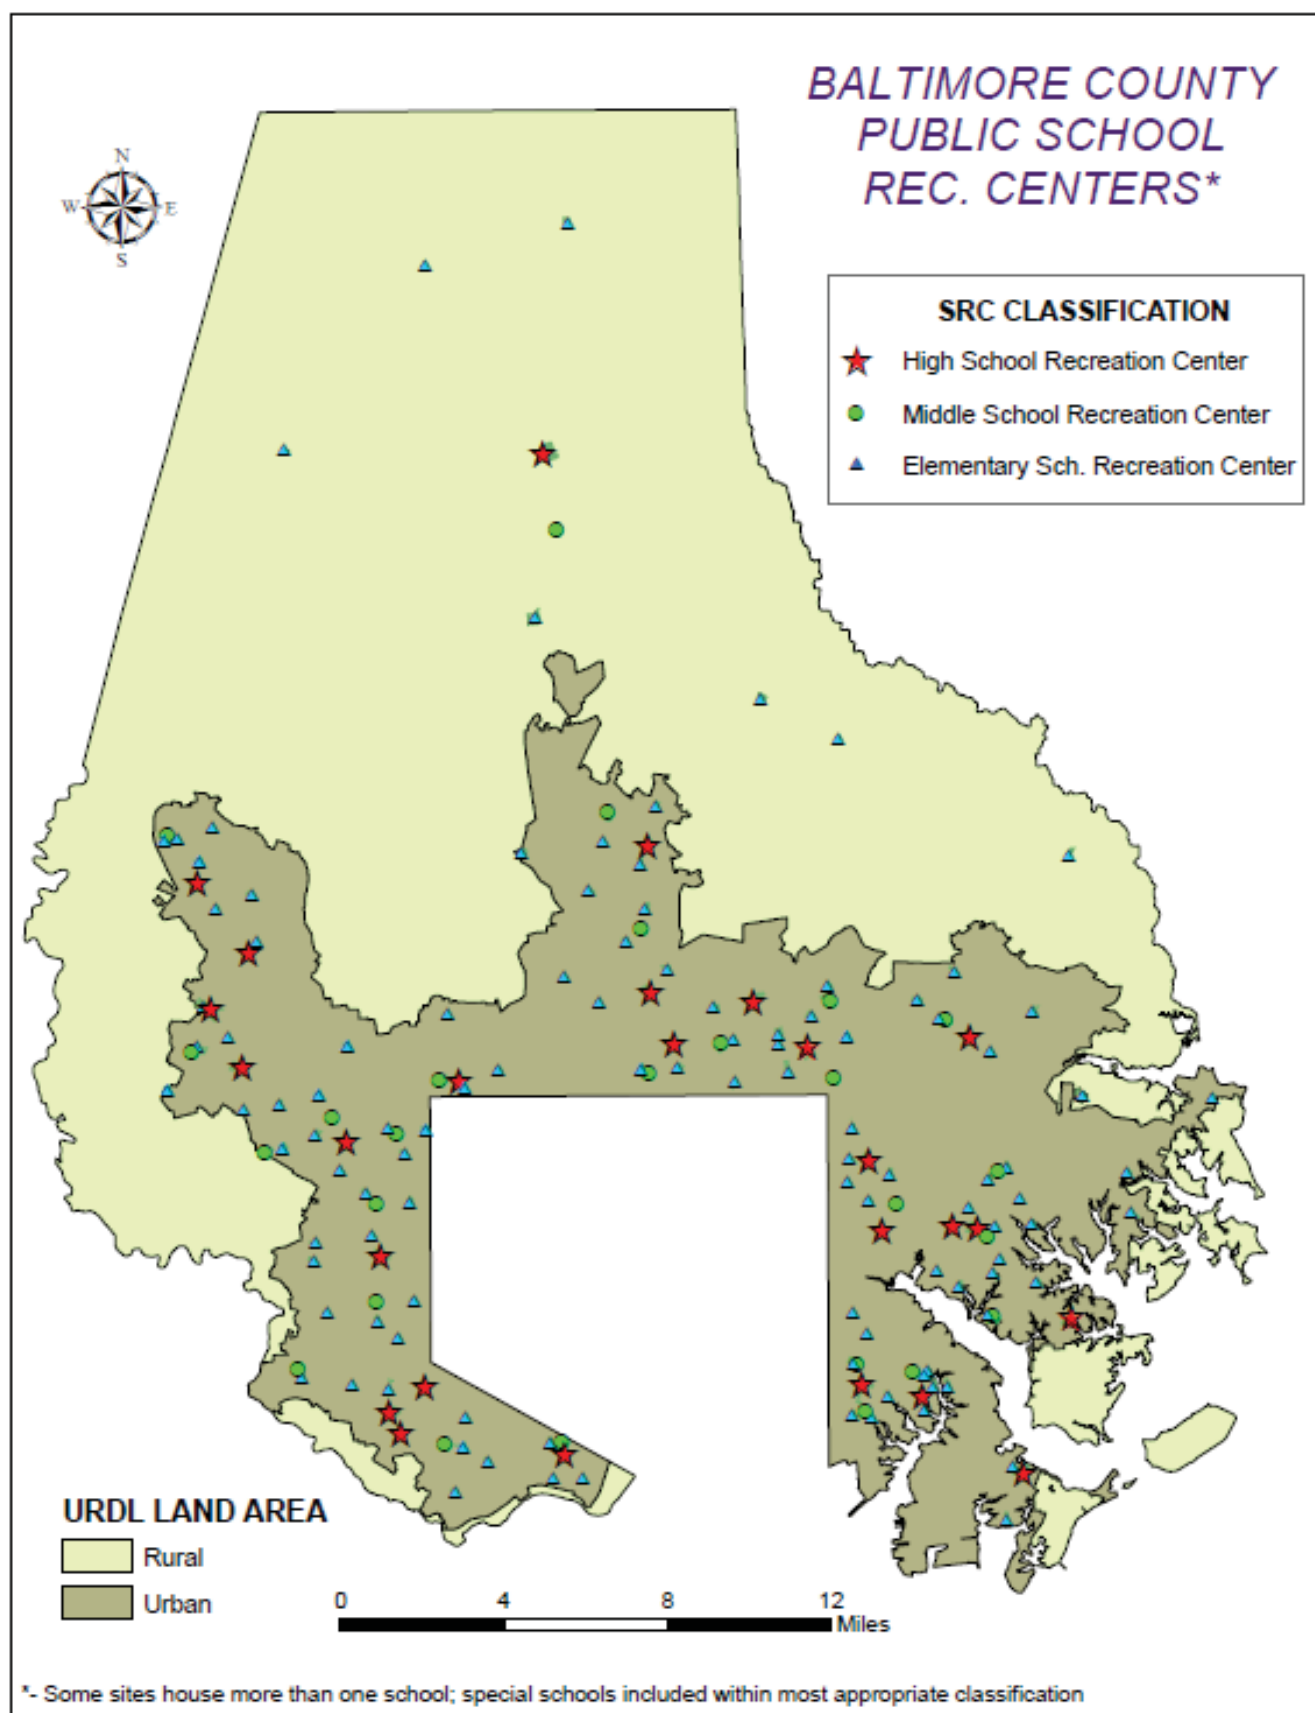 BALTIMORE COUNTY
PUBLIC SCHOOL
REC. CENTERS*
N
W E
S
SRC CLASSIFICATION
High School Recreation Center
Middle School Recreation Center
Elementary Sch. Recreation Center
URDL LAND AREA
Rural
Urban
0 4 8 12
Miles
*- Some sites house more than one school; special schools included within most appropriate classification